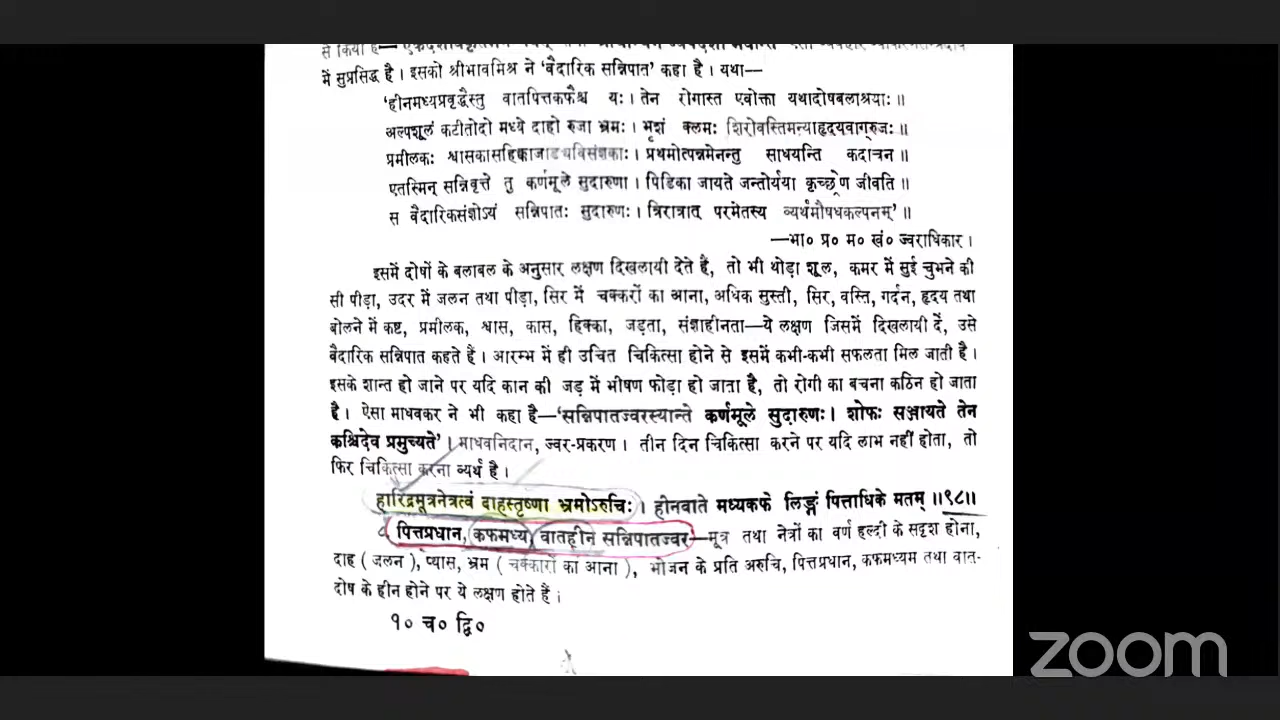 से किया है—
में सुप्रसिद्ध है। इसको श्रीभावमिश्र ने 'वैदारिक सन्निपात' कहा है। यथा—
'हीनमध्यप्रवृद्धैस्तु वातपित्तकफैश्च यः। तेन रोगास्त एवोक्ता यथादोषबलाश्रयाः॥
अल्पशूलं कटीतोदो मध्ये दाहो रुजा भ्रमः। भृशं क्लमः शिरोवस्तिमन्याहृदयवाग्रुजः॥
प्रमीलकः श्वासकासहिक्काजाड्यविसंज्ञकाः। प्रथमोत्पन्नमेनन्तु साधयन्ति कदाचन॥
एतस्मिन् सन्निवृत्ते तु कर्णमूले सुदारुणा। पिडिका जायते जन्तोर्यया कृच्छ्रेण जीवति॥
स वैदारिकसंज्ञोऽयं सन्निपातः सुदारुणः। त्रिरात्रात् परमेतस्य व्यर्थमौषधकल्पनम्'॥
—भा० प्र० म० खं० ज्वराधिकार।
इसमें दोषों के बलाबल के अनुसार लक्षण दिखलायी देते हैं, तो भी थोड़ा शूल, कमर में सुई चुभने की
सी पीड़ा, उदर में जलन तथा पीड़ा, सिर में चक्करों का आना, अधिक सुस्ती, सिर, वस्ति, गर्दन, हृदय तथा
बोलने में कष्ट, प्रमीलक, श्वास, कास, हिक्का, जड़ता, संज्ञाहीनता—ये लक्षण जिसमें दिखलायी दें, उसे
वैदारिक सन्निपात कहते हैं। आरम्भ में ही उचित चिकित्सा होने से इसमें कभी-कभी सफलता मिल जाती है।
इसके शान्त हो जाने पर यदि कान की जड़ में भीषण फोड़ा हो जाता है, तो रोगी का बचना कठिन हो जाता
है। ऐसा माधवकर ने भी कहा है—'सन्निपातज्वरस्यान्ते कर्णमूले सुदारुणः। शोफः सञ्जायते तेन
कश्चिदेव प्रमुच्यते'। माधवनिदान, ज्वर-प्रकरण। तीन दिन चिकित्सा करने पर यदि लाभ नहीं होता, तो
फिर चिकित्सा करना व्यर्थ है।
हारिद्रमूत्रनेत्रत्वं दाहस्तृष्णा भ्रमोऽरुचिः। हीनवाते मध्यकफे लिङ्गं पित्ताधिके मतम्॥९८॥
पित्तप्रधान, कफमध्य, वातहीन सन्निपातज्वर—मूत्र तथा नेत्रों का वर्ण हल्दी के सदृश होना,
दाह (जलन), प्यास, भ्रम (चक्कारों का आना), भोजन के प्रति अरुचि, पित्तप्रधान, कफमध्यम तथा वात-
दोष के हीन होने पर ये लक्षण होते हैं।
१० च० द्वि०
zoom